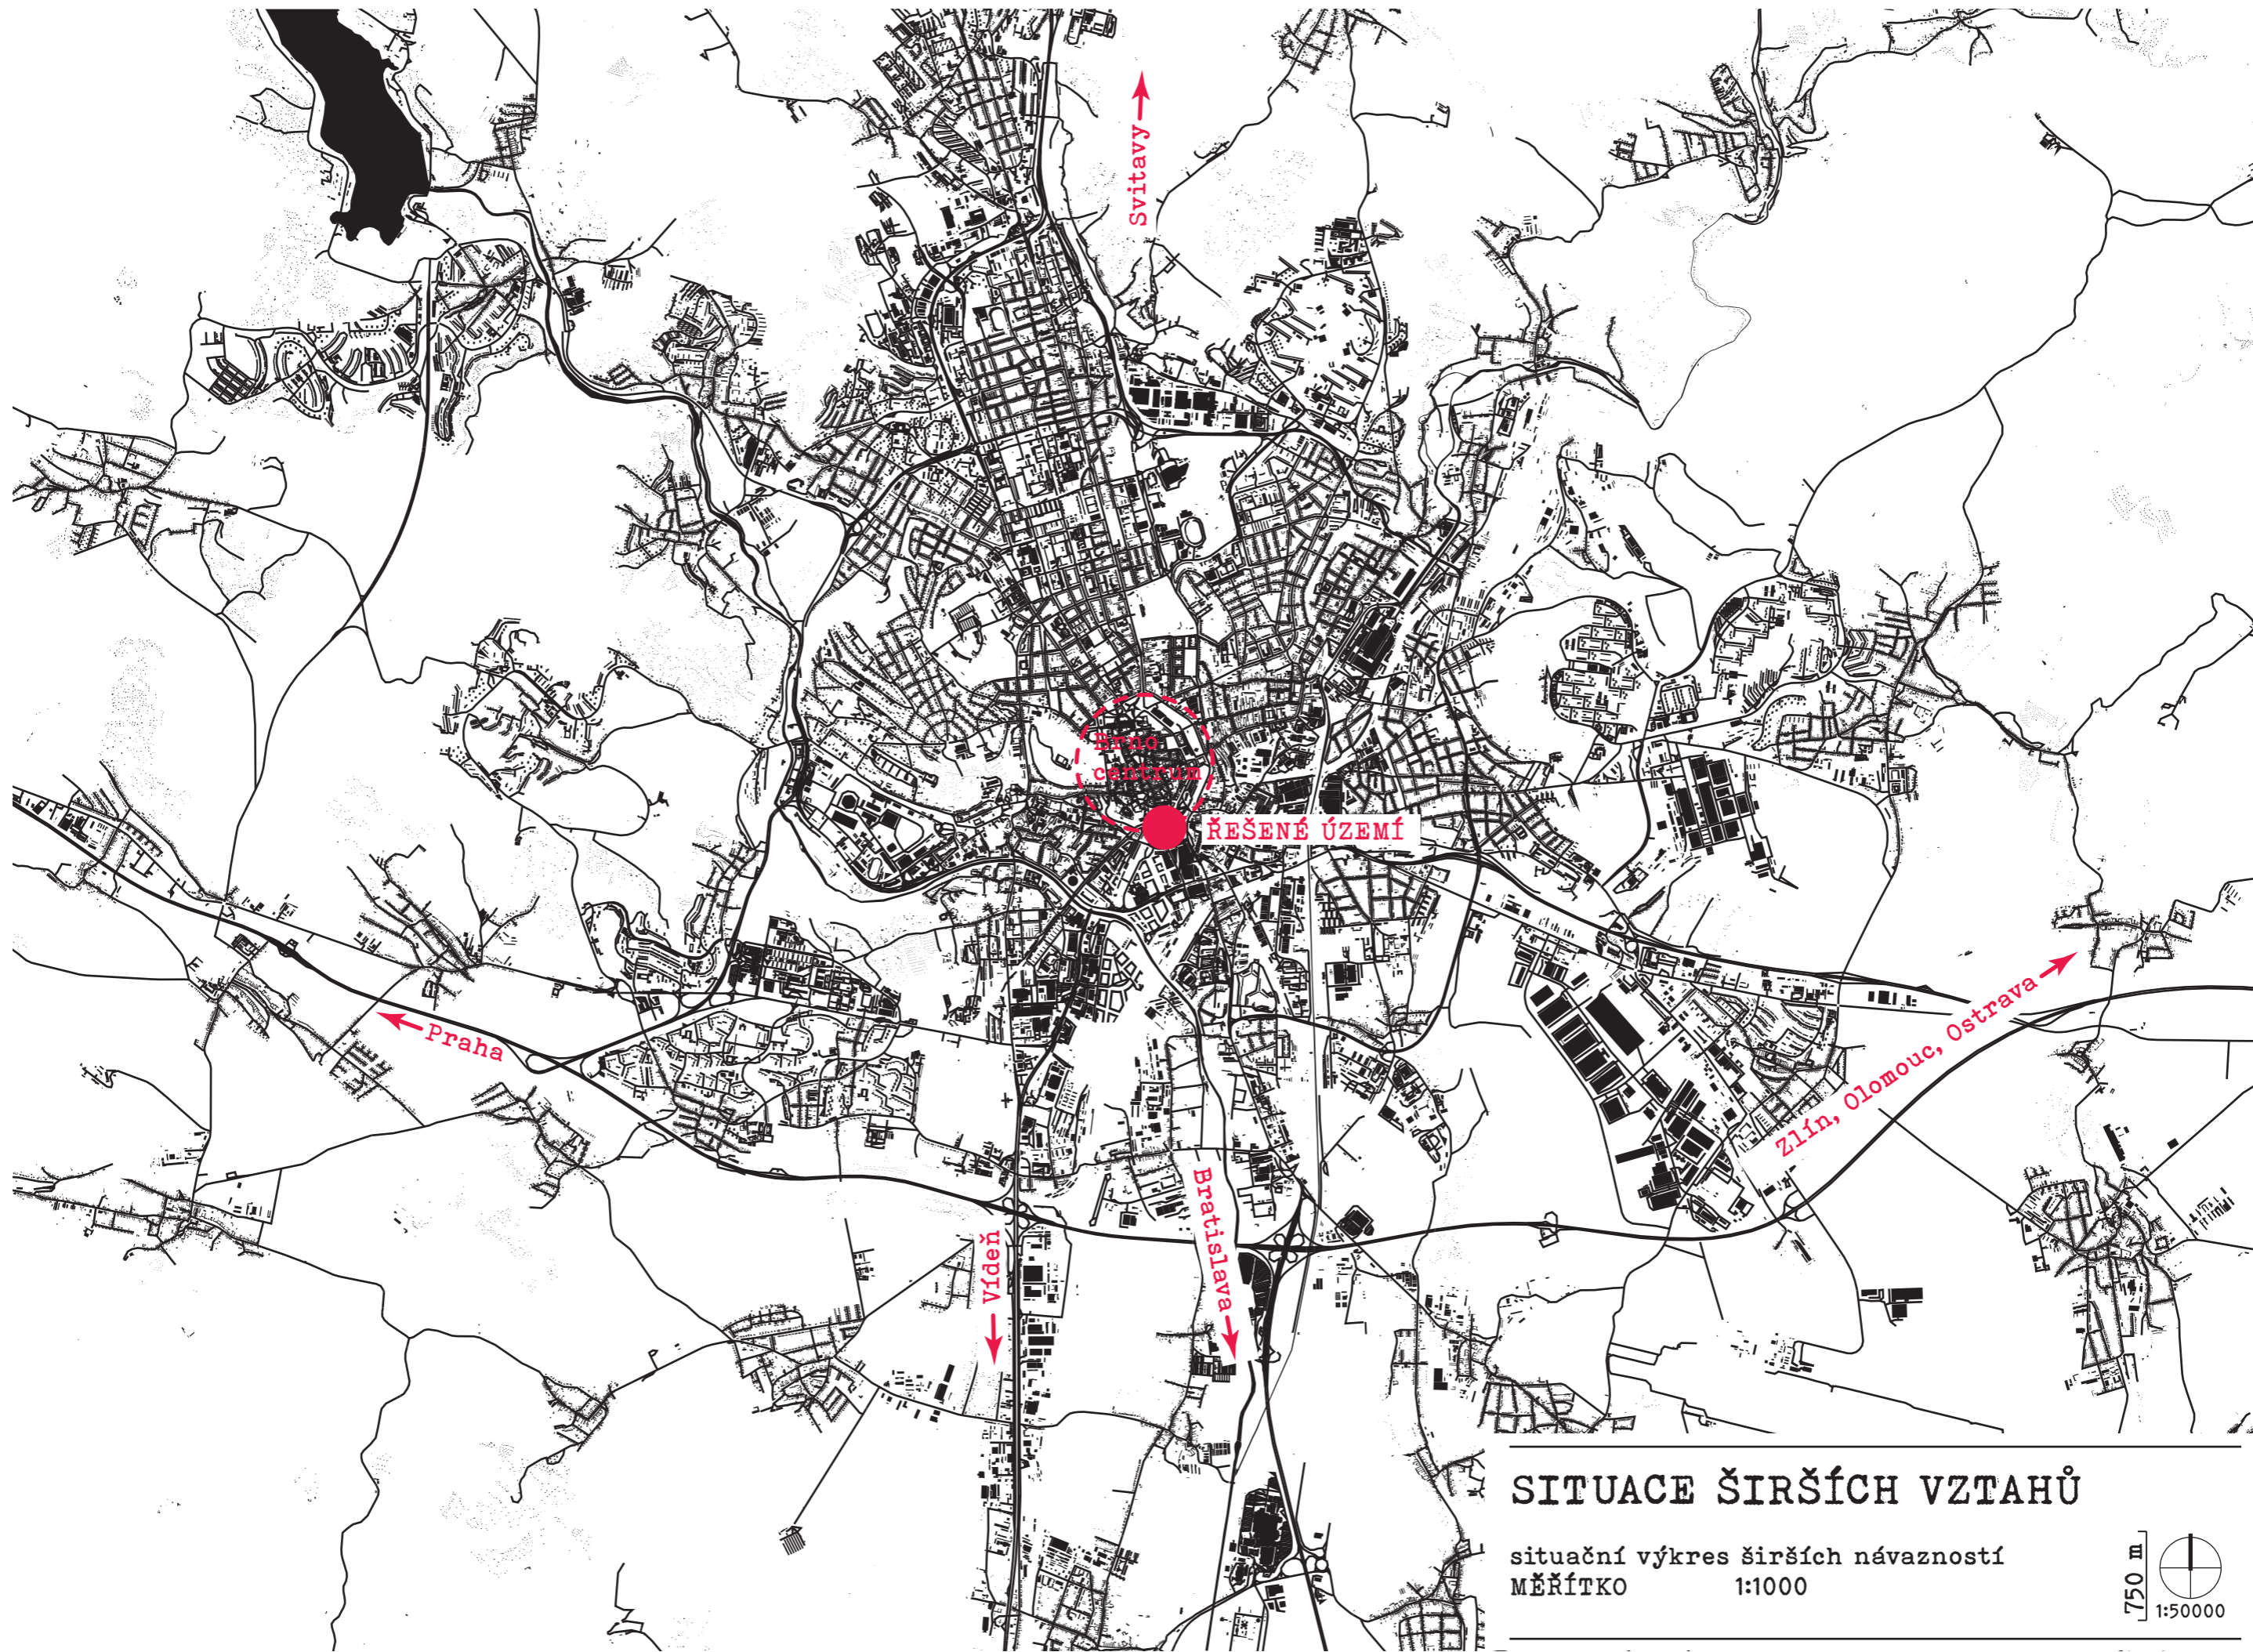 Svitavy
Brno
centrum
ŘEŠENÉ ÚZEMÍ
Praha
Zlín, Olomouc, Ostrava
Vídeň
Bratislava
SITUACE ŠIRŠÍCH VZTAHŮ
situační výkres širších návazností
MĚŘÍTKO 1:1000
750 m
1:50000